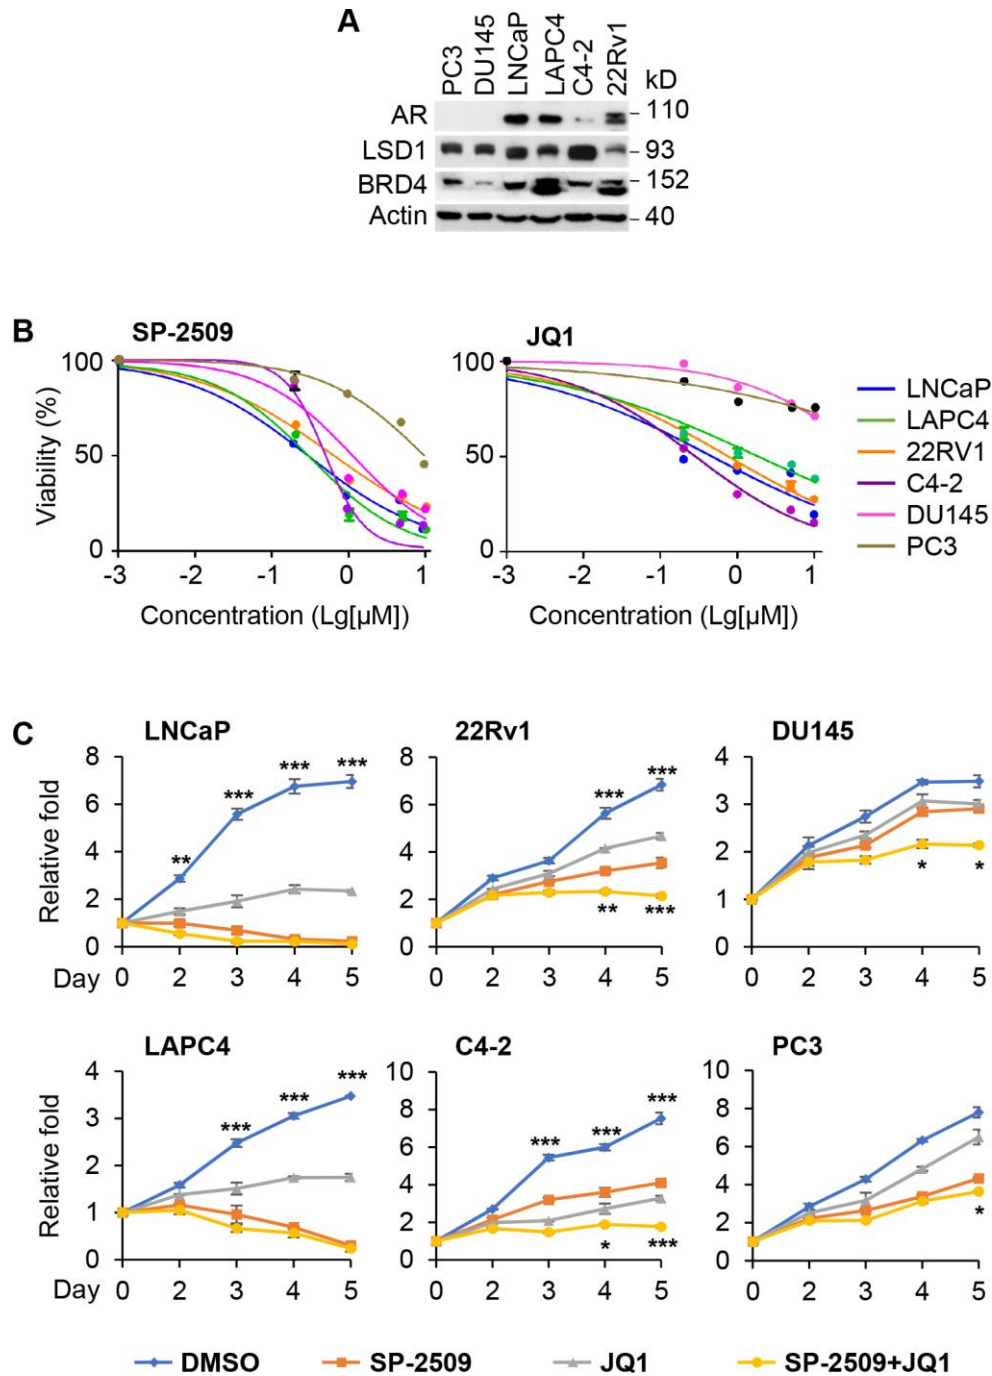 A
PC3 DU145 LNCaP LAPC4 C4-2 22Rv1 kD
AR 110
LSD1 93
BRD4 152
Actin 40
B
SP-2509 JQ1
Viability (%)
100 100
50 50
0 0
-3 -2 -1 0 1 -3 -2 -1 0 1
Concentration (Lg[µM]) Concentration (Lg[µM])
LNCaP
LAPC4
22RV1
C4-2
DU145
PC3
C
LNCaP 22Rv1 DU145
Relative fold
8 8 4
6 6 3
4 4 2
2 2 1
0 0 0
** *** *** ***
*** *** ** ***
* *
Day 0 2 3 4 5 0 2 3 4 5 0 2 3 4 5
LAPC4 C4-2 PC3
Relative fold
4 10 10
3 8 8
2 6 6
1 4 4
0 2 2
0 0
*** *** ***
*** *** *** * ***
*
Day 0 2 3 4 5 0 2 3 4 5 0 2 3 4 5
DMSO SP-2509 JQ1 SP-2509+JQ1